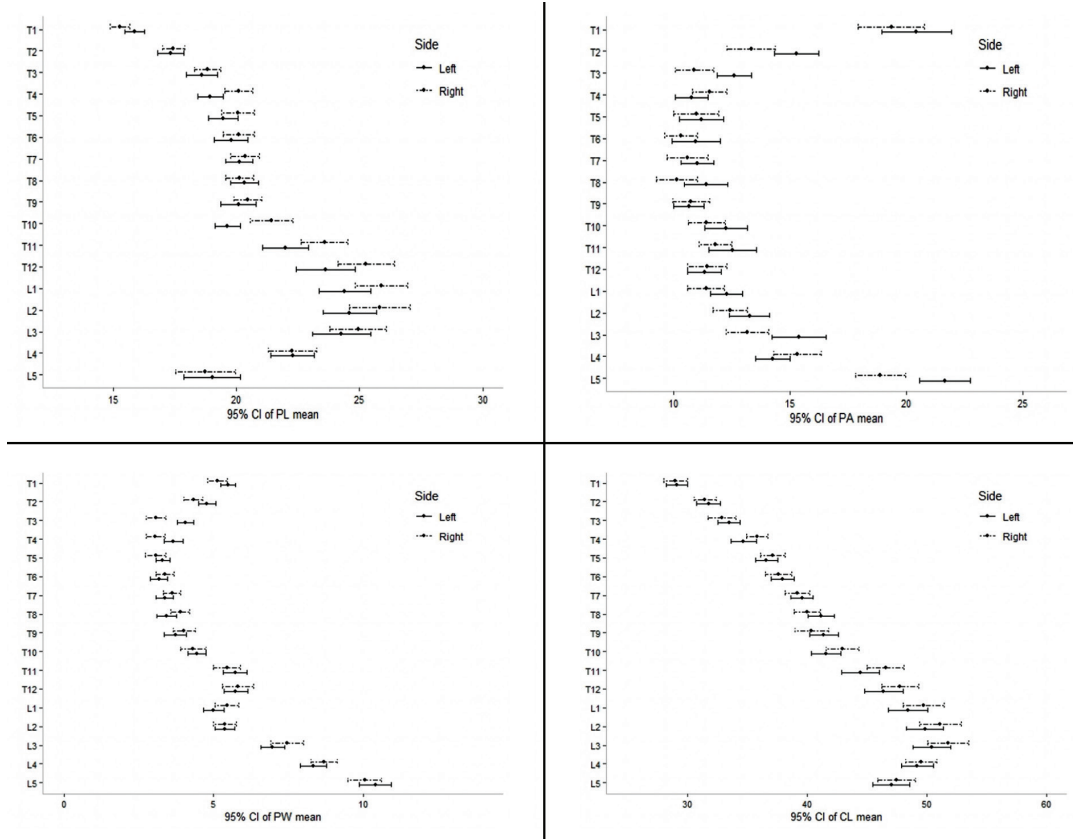 T1
T2
T3
T4
T5
T6
T7
T8
T9
T10
T11
T12
L1
L2
L3
L4
L5
Side
Left
Right
15 20 25 30
95% CI of PL mean
T1
T2
T3
T4
T5
T6
T7
T8
T9
T10
T11
T12
L1
L2
L3
L4
L5
Side
Left
Right
10 15 20 25
95% CI of PA mean
T1
T2
T3
T4
T5
T6
T7
T8
T9
T10
T11
T12
L1
L2
L3
L4
L5
Side
Left
Right
0 5 10
95% CI of PW mean
T1
T2
T3
T4
T5
T6
T7
T8
T9
T10
T11
T12
L1
L2
L3
L4
L5
Side
Left
Right
30 40 50 60
95% CI of CL mean